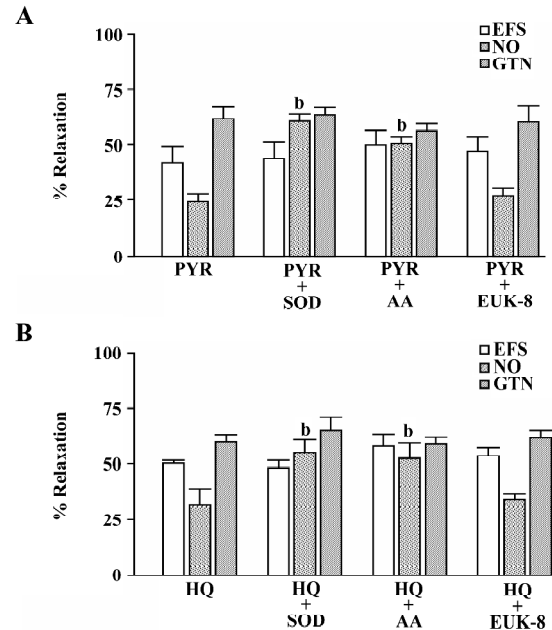 A
EFS
NO
GTN
100
75
50
25
0
% Relaxation
b
b
PYR
PYR
+
SOD
PYR
+
AA
PYR
+
EUK-8
B
EFS
NO
GTN
100
75
50
25
0
% Relaxation
b
b
HQ
HQ
+
SOD
HQ
+
AA
HQ
+
EUK-8